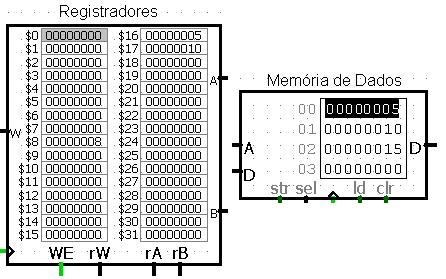 Registradores
$0 00000000 $16 00000005
$1 00000000 $17 00000010
$2 00000000 $18 00000000
$3 00000000 $19 00000000
$4 00000000 $20 00000000
$5 00000000 $21 00000000
$6 00000000 $22 00000000
$7 00000000 $23 00000000
$8 00000008 $24 00000000
$9 00000000 $25 00000000
$10 00000000 $26 00000000
$11 00000000 $27 00000000
$12 00000000 $28 00000000
$13 00000000 $29 00000000
$14 00000000 $30 00000000
$15 00000000 $31 00000000
W
A
B
WE rW rA rB
Memória de Dados
00 00000005
01 00000010
02 00000015
03 00000000
A
D
D
str sel ld clr